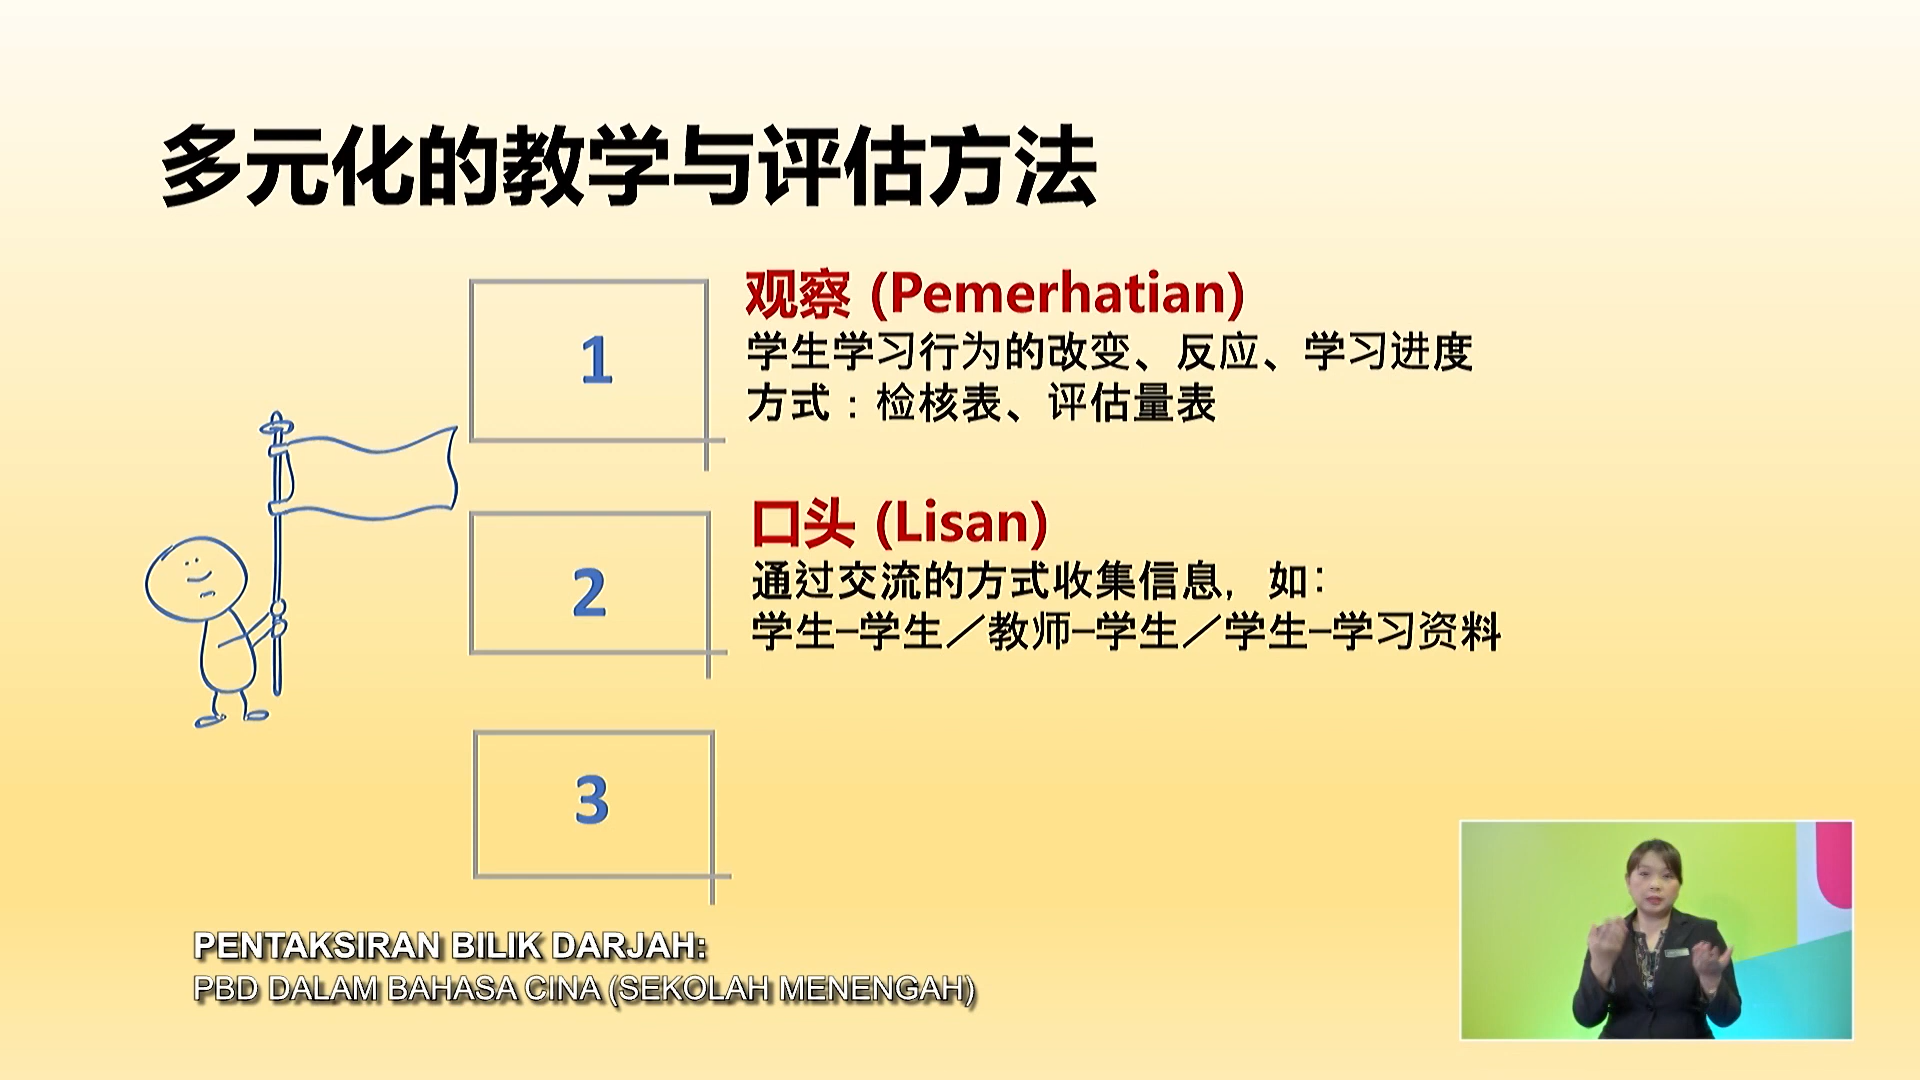 多元化的教学与评估方法
1
观察 (Pemerhatian)
学生学习行为的改变、反应、学习进度
方式：检核表、评估量表
2
口头 (Lisan)
通过交流的方式收集信息，如：
学生–学生／教师–学生／学生–学习资料
3
PENTAKSIRAN BILIK DARJAH:
PBD DALAM BAHASA CINA (SEKOLAH MENENGAH)